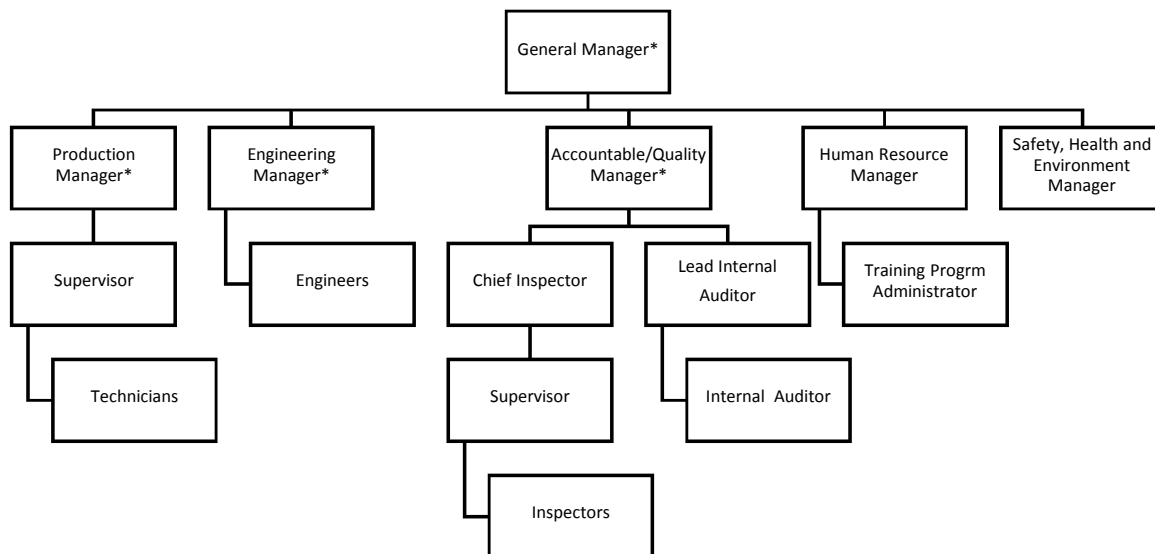 General Manager*
Production
Manager*
Engineering
Manager*
Accountable/Quality
Manager*
Human Resource
Manager
Safety, Health and
Environment
Manager
Supervisor
Engineers
Chief Inspector
Lead Internal
Auditor
Training Progrm
Administrator
Technicians
Supervisor
Internal Auditor
Inspectors